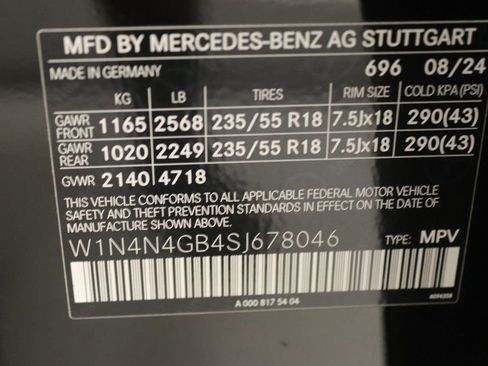 MFD BY MERCEDES-BENZ AG STUTTGART
MADE IN GERMANY 696 08/24
KG LB TIRES RIM SIZE COLD KPA(PSI)
GAWR FRONT 1165 2568 235/55 R18 7.5Jx18 290(43)
GAWR REAR 1020 2249 235/55 R18 7.5Jx18 290(43)
GVWR 2140 4718
THIS VEHICLE CONFORMS TO ALL APPLICABLE FEDERAL MOTOR VEHICLE
SAFETY AND THEFT PREVENTION STANDARDS IN EFFECT ON THE DATE OF
MANUFACTURE SHOWN ABOVE.
W1N4N4GB4SJ678046 TYPE: MPV
A 000 817 54 04